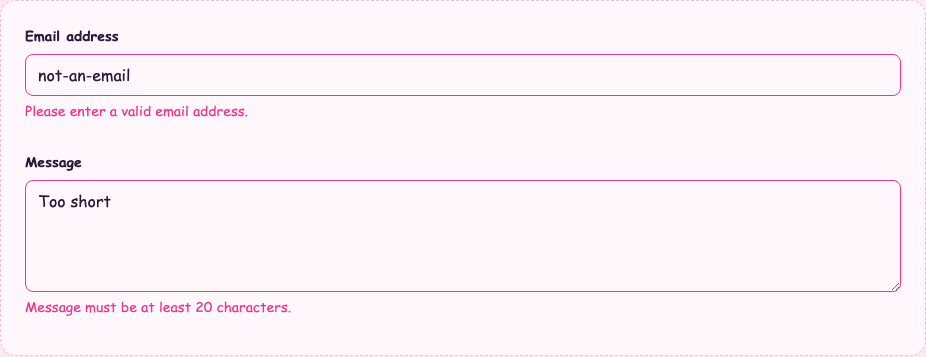 Email address
not-an-email
Please enter a valid email address.
Message
Too short
Message must be at least 20 characters.